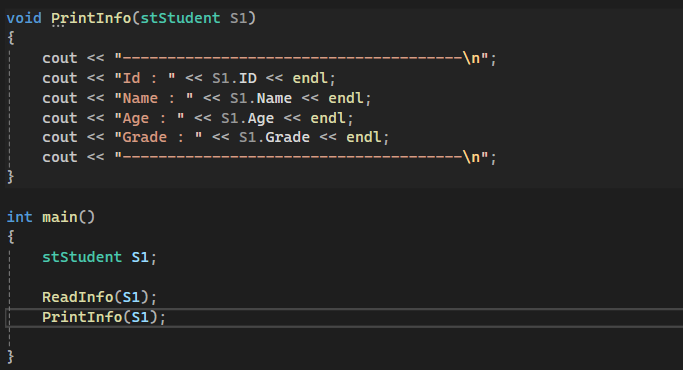 void PrintInfo(stStudent S1)
{
cout << "--------------------------------------\n";
cout << "Id : " << S1.ID << endl;
cout << "Name : " << S1.Name << endl;
cout << "Age : " << S1.Age << endl;
cout << "Grade : " << S1.Grade << endl;
cout << "--------------------------------------\n";
}
int main()
{
stStudent S1;
ReadInfo(S1);
PrintInfo(S1);
}